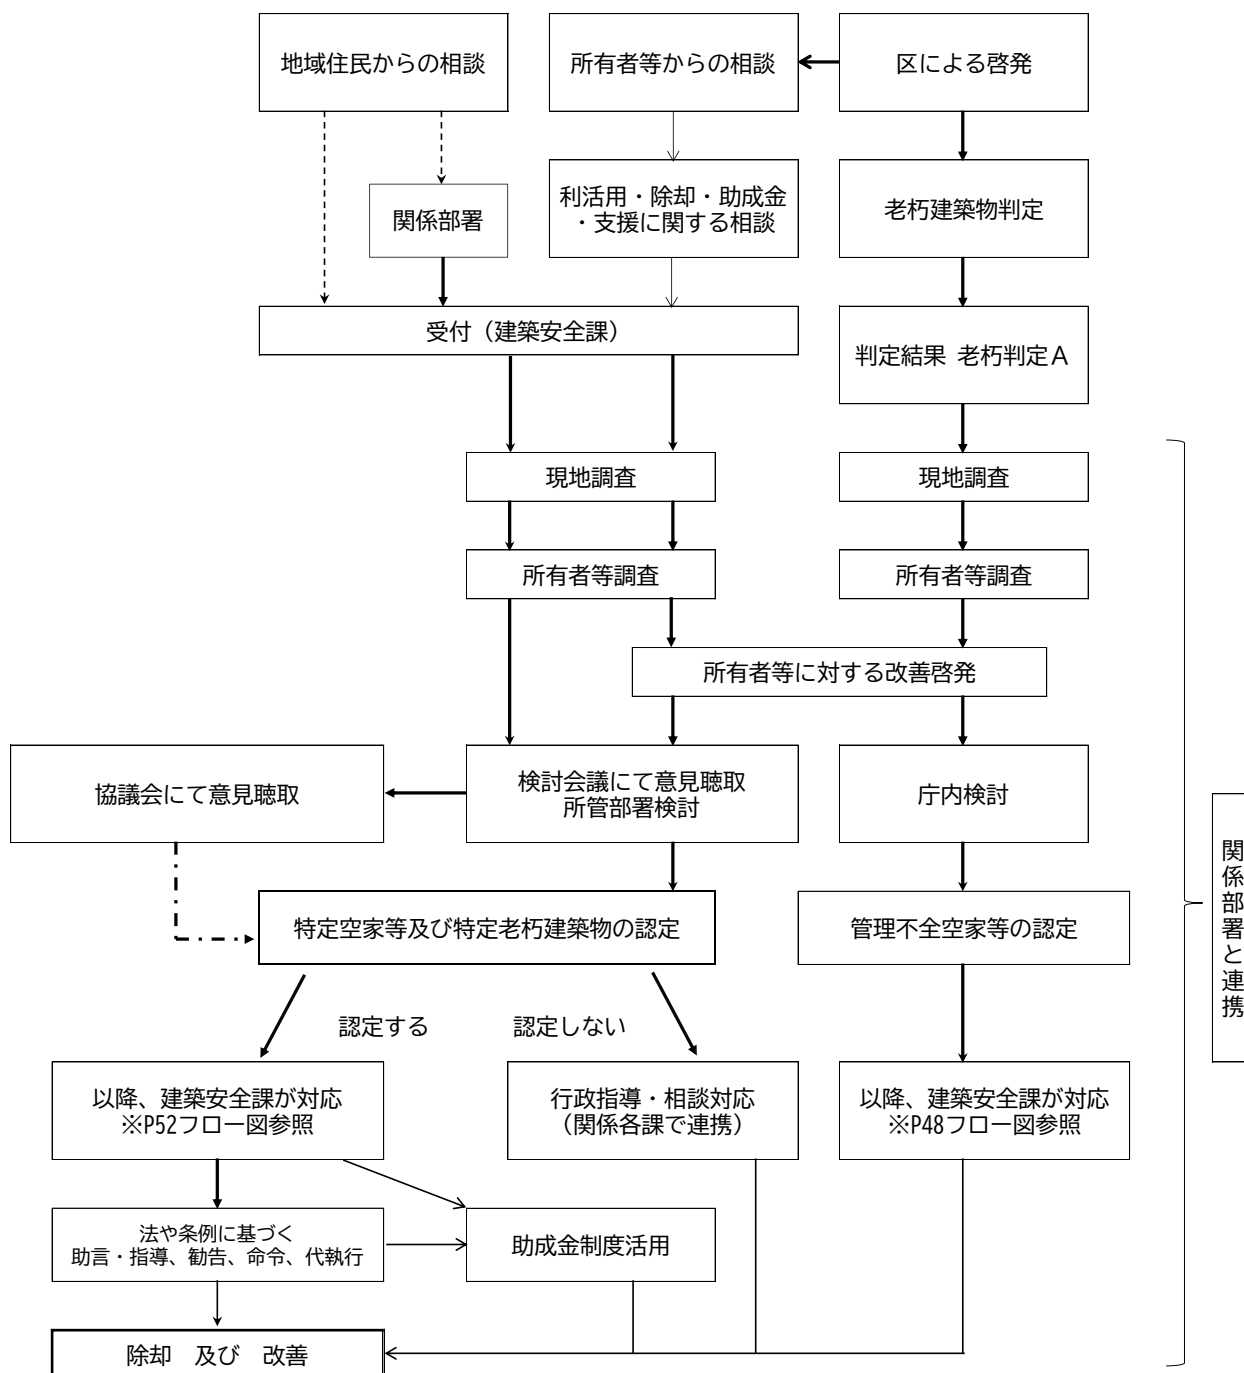 地域住民からの相談
所有者等からの相談
区による啓発
関係部署
利活用・除却・助成金
・支援に関する相談
老朽建築物判定
受付（建築安全課）
判定結果 老朽判定Ａ
現地調査
現地調査
所有者等調査
所有者等調査
所有者等に対する改善啓発
協議会にて意見聴取
検討会議にて意見聴取
所管部署検討
庁内検討
関係部署と連携
特定空家等及び特定老朽建築物の認定
管理不全空家等の認定
認定する
認定しない
以降、建築安全課が対応
※P52フロー図参照
行政指導・相談対応
（関係各課で連携）
以降、建築安全課が対応
※P48フロー図参照
法や条例に基づく
助言・指導、勧告、命令、代執行
助成金制度活用
除却　及び　改善